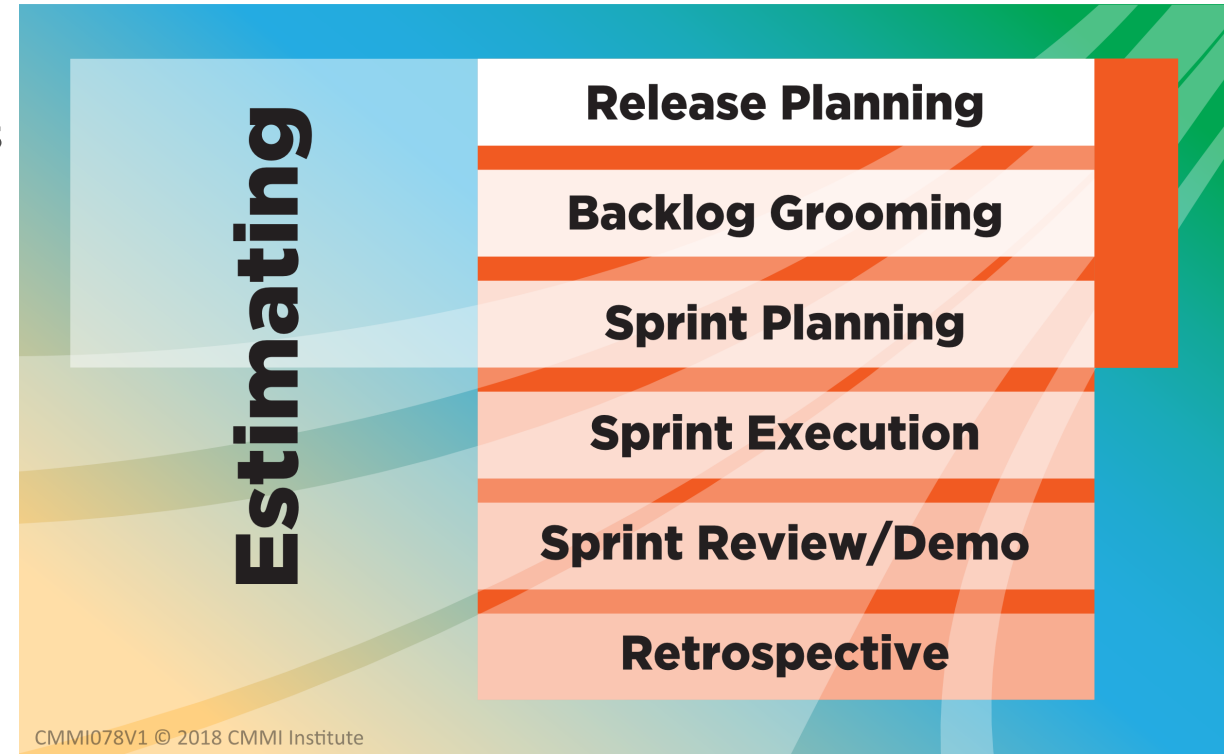 Estimating
Release Planning
Backlog Grooming
Sprint Planning
Sprint Execution
Sprint Review/Demo
Retrospective
CMMI078V1 © 2018 CMMI Institute